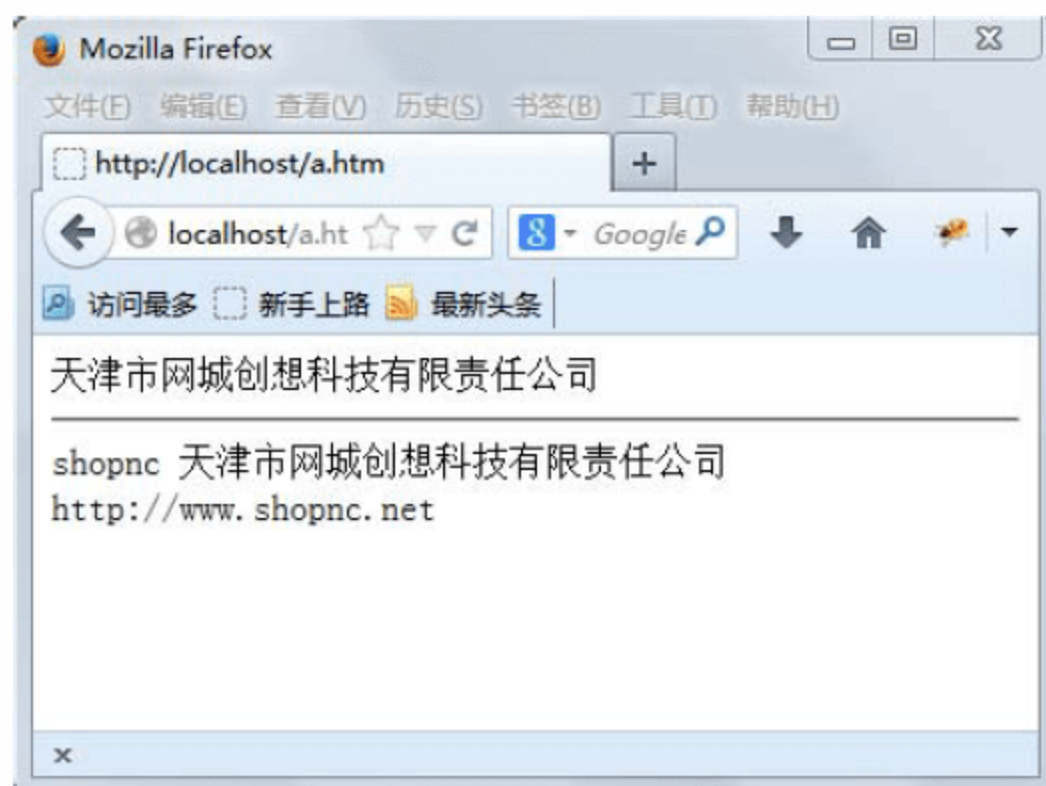 Mozilla Firefox
文件(F) 编辑(E) 查看(V) 历史(S) 书签(B) 工具(T) 帮助(H)
http://localhost/a.htm
localhost/a.ht
Google
访问最多 新手上路 最新头条
天津市网城创想科技有限责任公司
shopnc 天津市网城创想科技有限责任公司
http://www.shopnc.net